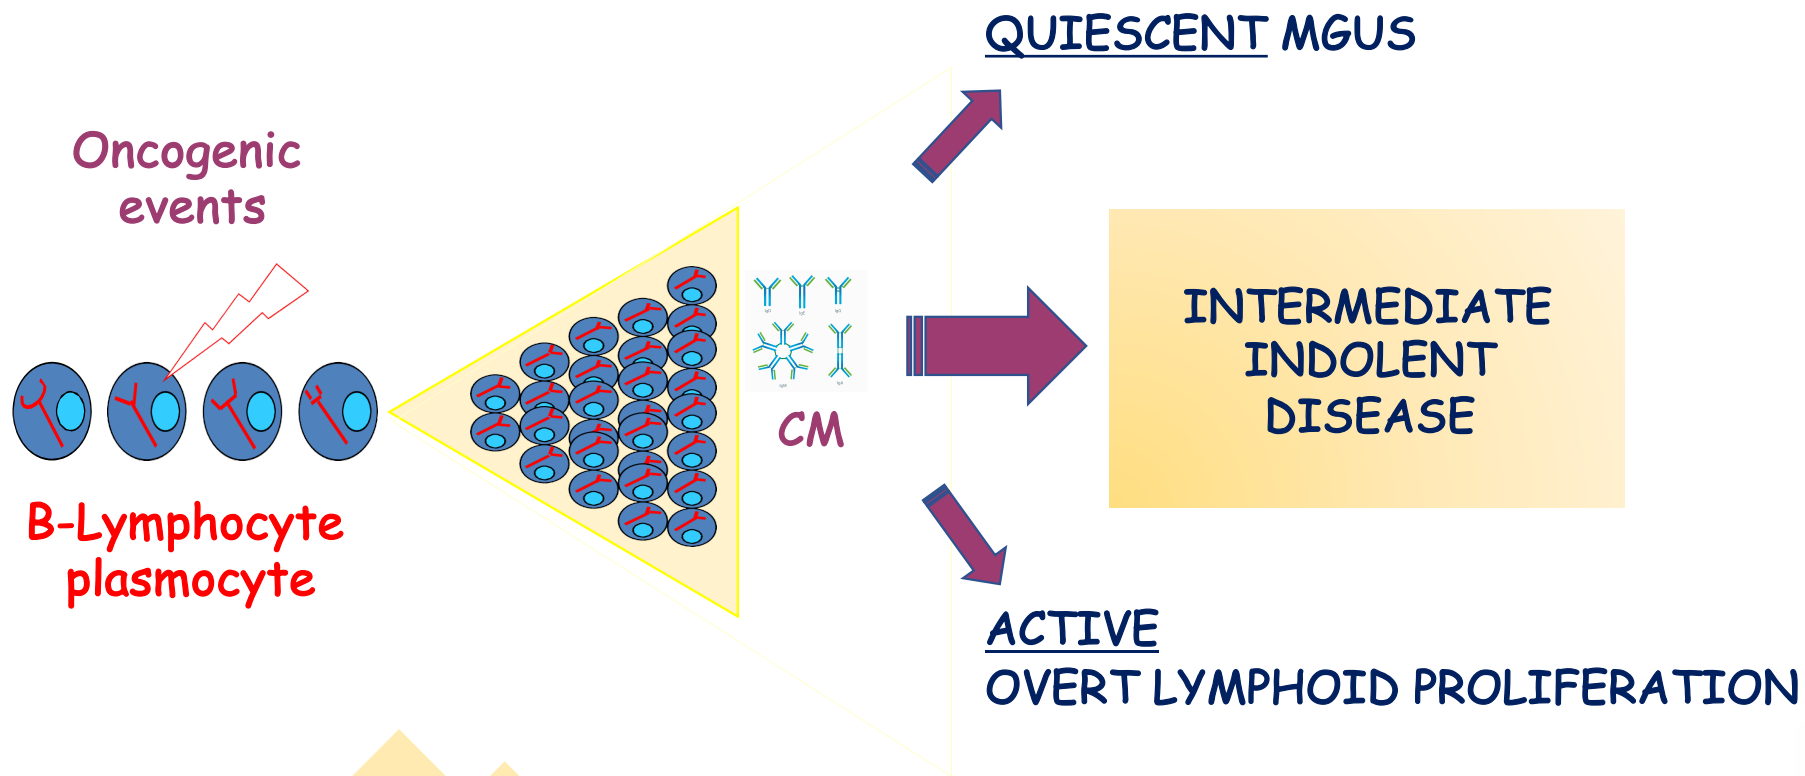 QUIESCENT MGUS
Oncogenic
events
B-Lymphocyte
plasmocyte
CM
INTERMEDIATE
INDOLENT
DISEASE
ACTIVE
OVERT LYMPHOID PROLIFERATION